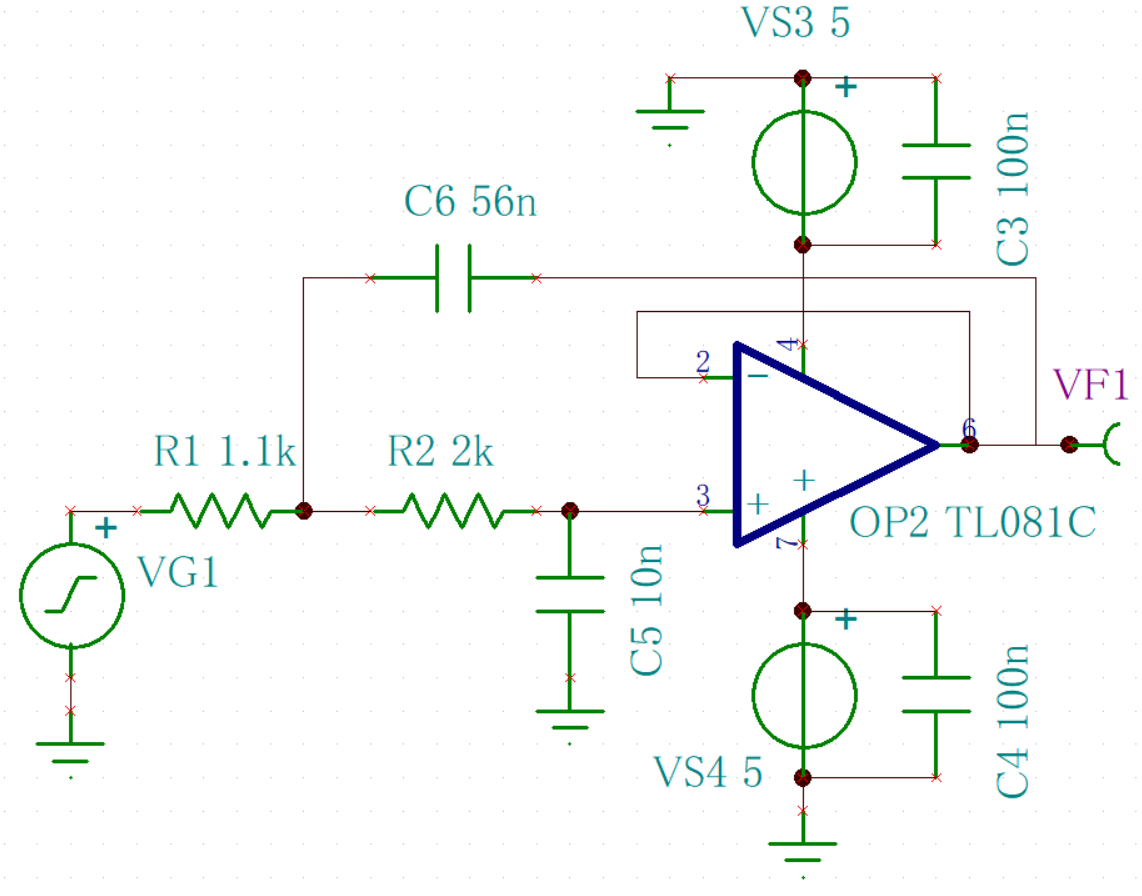 VS3 5
+
C3 100n
C6 56n
4
2
−
VF1
6
R1 1.1k
R2 2k
3
+
+
OP2 TL081C
7
+
VG1
C5 10n
+
C4 100n
VS4 5